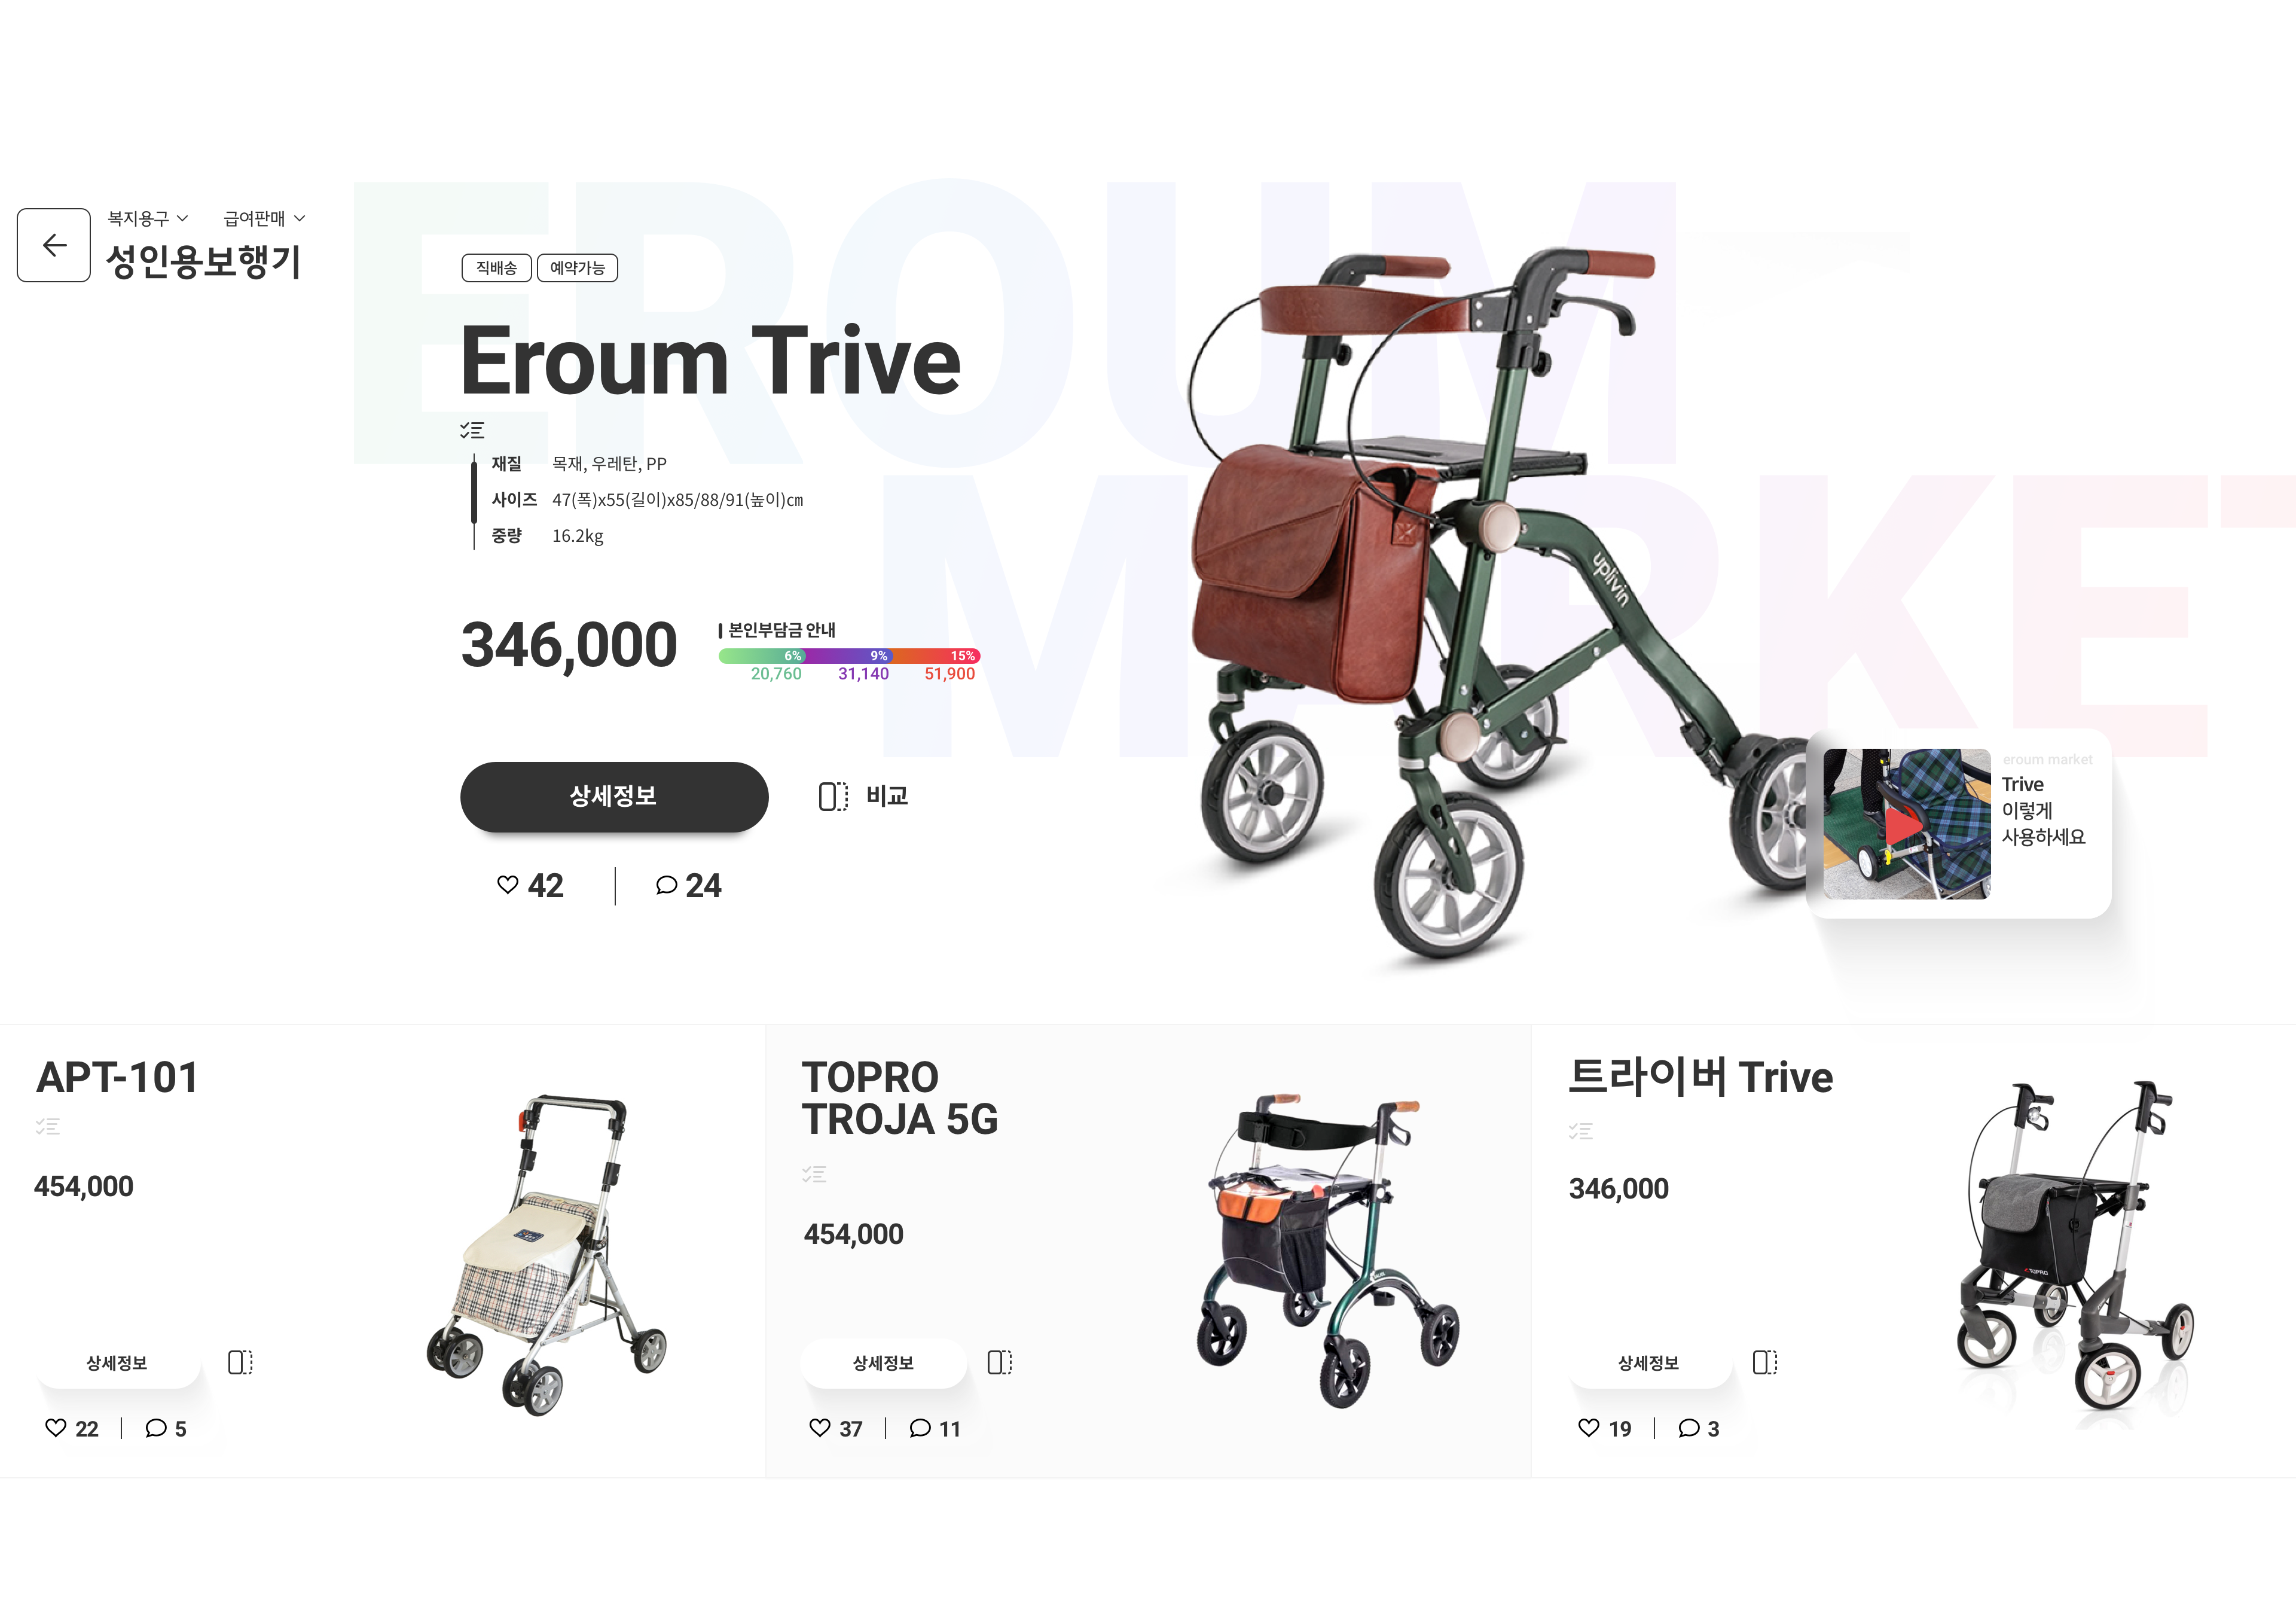 복지용구
급여판매
성인용보행기
EROUM
MARKET
직배송
예약가능
Eroum Trive
재질 목재, 우레탄, PP
사이즈 47(폭)x55(길이)x85/88/91(높이)㎝
중량 16.2kg
346,000
본인부담금 안내
6% 9% 15%
20,760 31,140 51,900
상세정보
비교
42
24
uplivin
eroum market
Trive
이렇게
사용하세요
APT-101
454,000
상세정보
22
5
TOPRO
TROJA 5G
454,000
상세정보
37
11
트라이버 Trive
346,000
TOPRO
상세정보
19
3